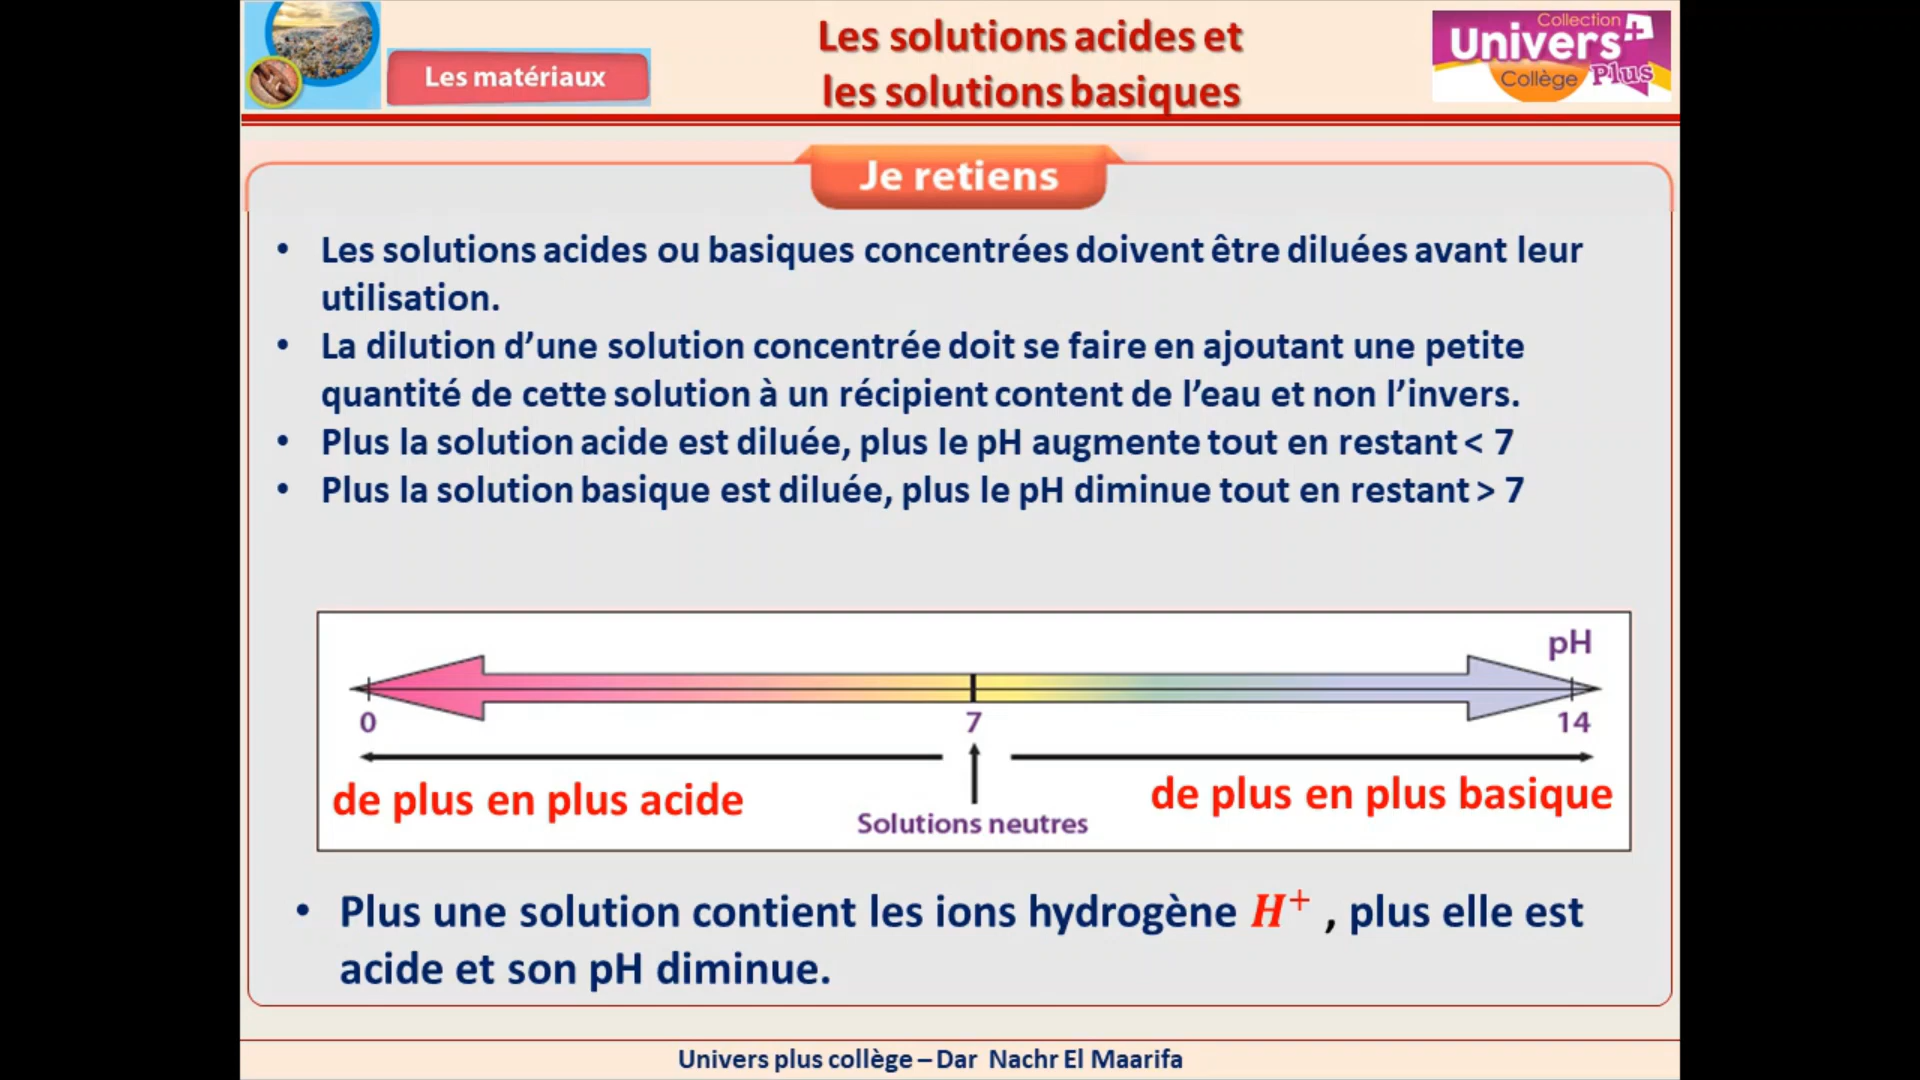 Les matériaux
Les solutions acides et
les solutions basiques
Collection
Univers+
Collège Plus
Je retiens
• Les solutions acides ou basiques concentrées doivent être diluées avant leur
utilisation.
• La dilution d’une solution concentrée doit se faire en ajoutant une petite
quantité de cette solution à un récipient content de l’eau et non l’invers.
• Plus la solution acide est diluée, plus le pH augmente tout en restant < 7
• Plus la solution basique est diluée, plus le pH diminue tout en restant > 7
pH
0 7 14
de plus en plus acide de plus en plus basique
Solutions neutres
• Plus une solution contient les ions hydrogène H⁺ , plus elle est
acide et son pH diminue.
Univers plus collège – Dar Nachr El Maarifa